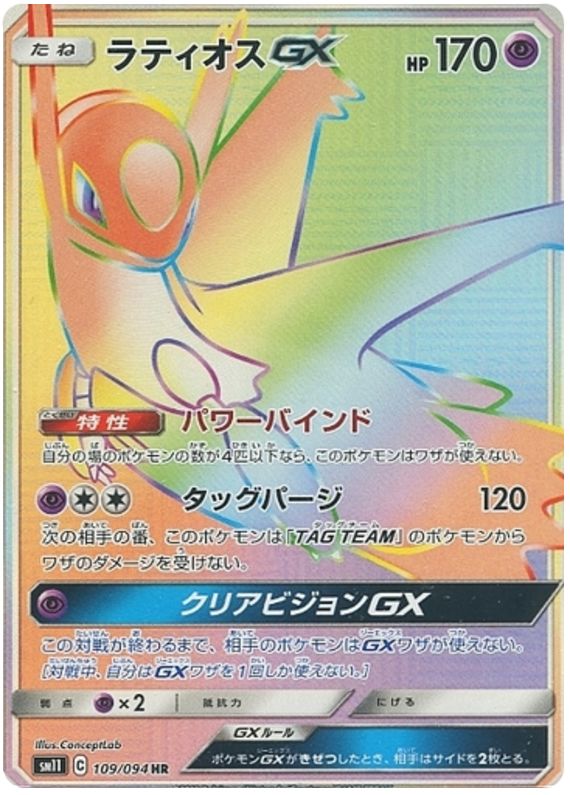 たね ラティオスGX HP 170
特性 パワーバインド
自分の場のポケモンの数が4匹以下なら、このポケモンはワザが使えない。
タッグパージ 120
次の相手の番、このポケモンは「TAG TEAM」のポケモンから
ワザのダメージを受けない。
クリアビジョンGX
この対戦が終わるまで、相手のポケモンはGXワザが使えない。
[対戦中、自分はGXワザを1回しか使えない。]
弱点 ×2 抵抗力 にげる
Illus.ConceptLab
GXルール
SM11 C 109/094 HR
ポケモンGXがきぜつしたとき、相手はサイドを2枚とる。